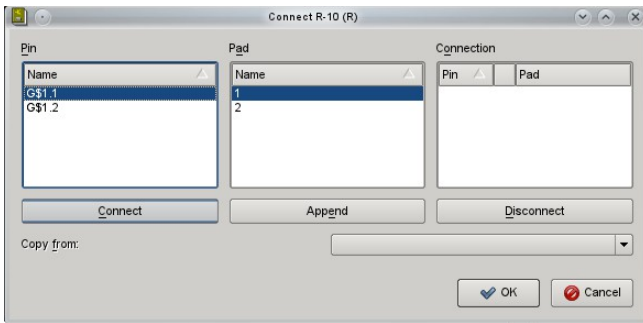 Connect R-10 (R)
Pin
Pad
Connection
Name
Name
Pin
Pad
G$1.1
1
G$1.2
2
Connect
Append
Disconnect
Copy from:
OK
Cancel